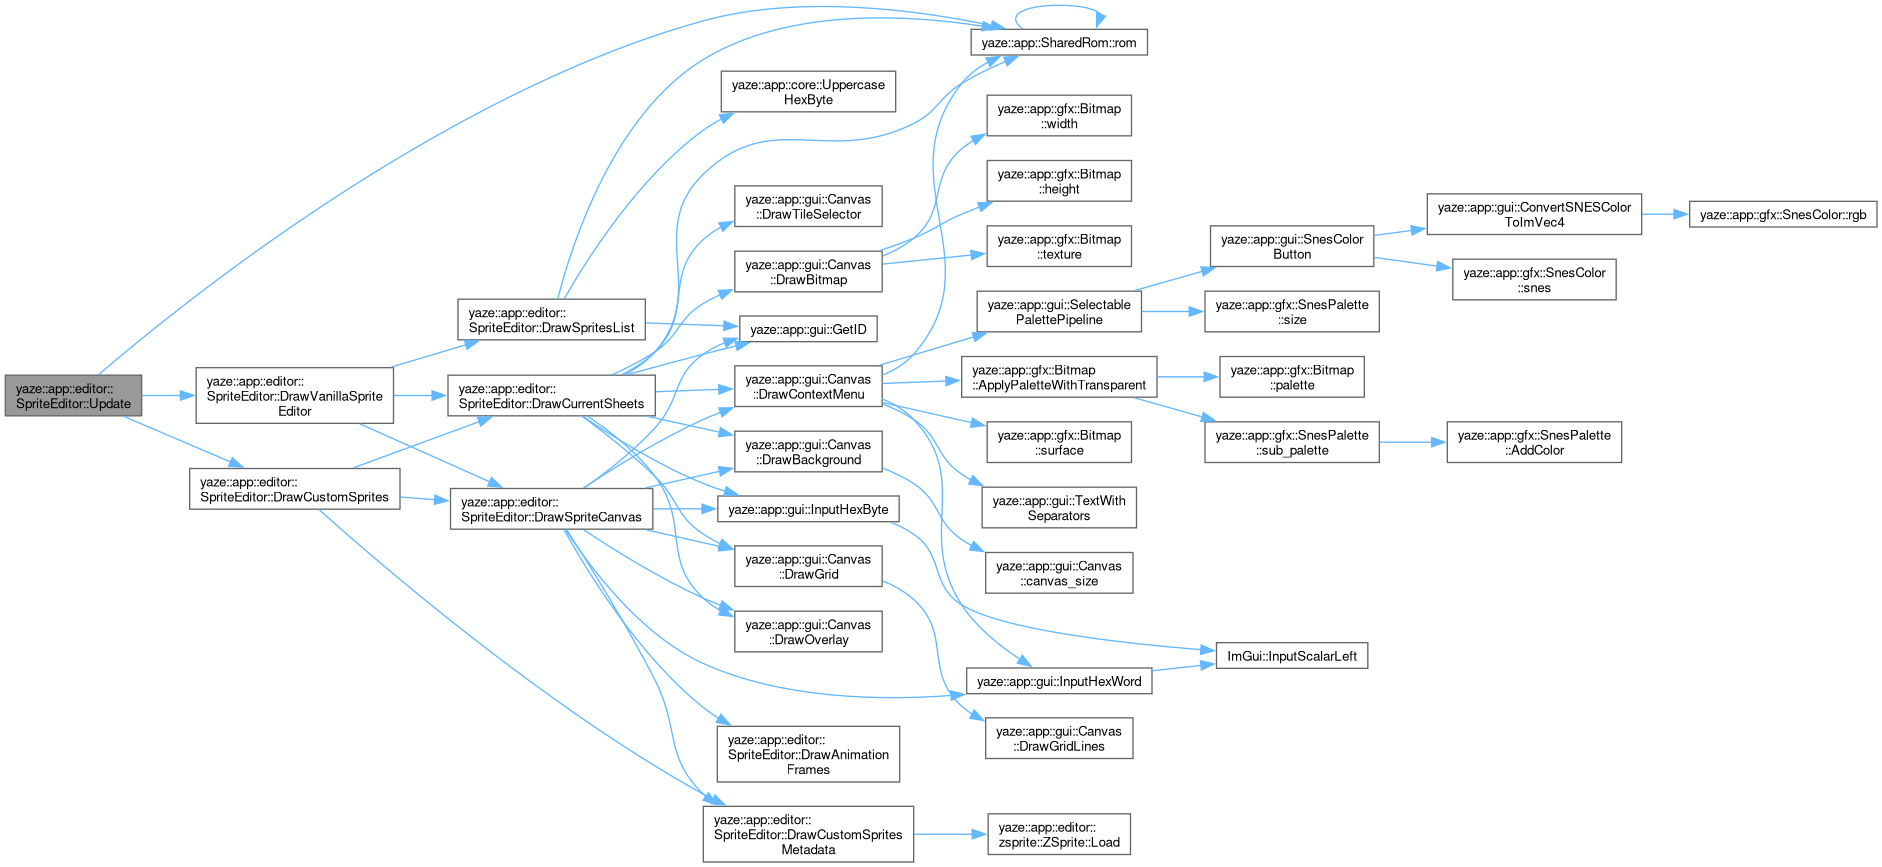 yaze::app::editor::
SpriteEditor::Update
yaze::app::editor::
SpriteEditor::DrawVanillaSprite
Editor
yaze::app::editor::
SpriteEditor::DrawCustomSprites
yaze::app::editor::
SpriteEditor::DrawSpritesList
yaze::app::editor::
SpriteEditor::DrawCurrentSheets
yaze::app::editor::
SpriteEditor::DrawSpriteCanvas
yaze::app::core::Uppercase
HexByte
yaze::app::gui::Canvas
::DrawTileSelector
yaze::app::gui::Canvas
::DrawBitmap
yaze::app::gui::GetID
yaze::app::gui::Canvas
::DrawContextMenu
yaze::app::gui::Canvas
::DrawBackground
yaze::app::gui::InputHexByte
yaze::app::gui::Canvas
::DrawGrid
yaze::app::gui::Canvas
::DrawOverlay
yaze::app::editor::
SpriteEditor::DrawAnimation
Frames
yaze::app::editor::
SpriteEditor::DrawCustomSprites
Metadata
yaze::app::SharedRom::rom
yaze::app::gfx::Bitmap
::width
yaze::app::gfx::Bitmap
::height
yaze::app::gfx::Bitmap
::texture
yaze::app::gui::Selectable
PalettePipeline
yaze::app::gfx::Bitmap
::ApplyPaletteWithTransparent
yaze::app::gfx::Bitmap
::surface
yaze::app::gui::TextWith
Separators
yaze::app::gui::Canvas
::canvas_size
yaze::app::gui::InputHexWord
yaze::app::gui::Canvas
::DrawGridLines
yaze::app::editor::
zsprite::ZSprite::Load
yaze::app::gui::SnesColor
Button
yaze::app::gfx::SnesPalette
::size
yaze::app::gfx::Bitmap
::palette
yaze::app::gfx::SnesPalette
::sub_palette
ImGui::InputScalarLeft
yaze::app::gui::ConvertSNESColor
ToImVec4
yaze::app::gfx::SnesColor
::snes
yaze::app::gfx::SnesPalette
::AddColor
yaze::app::gfx::SnesColor::rgb